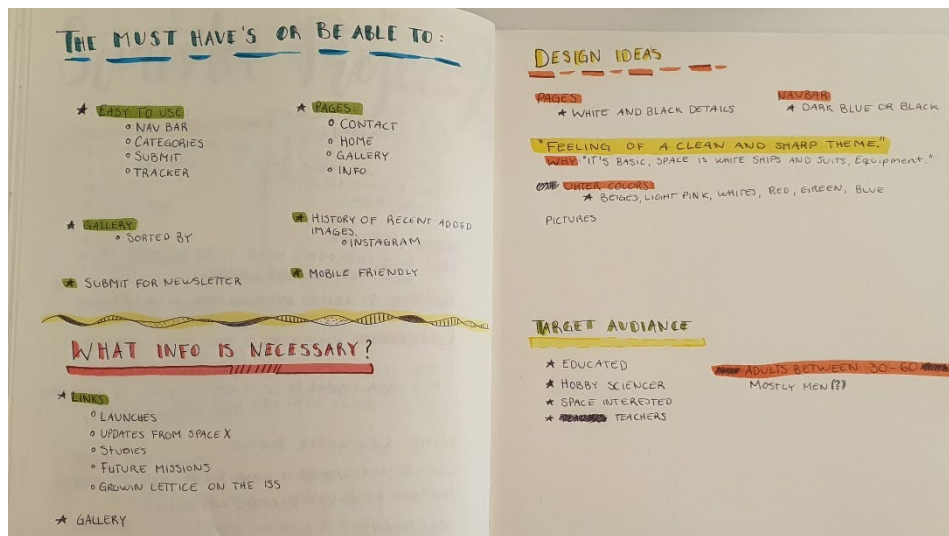 THE MUST HAVE'S OR BE ABLE TO:
★ EASY TO USE
o NAV BAR
o CATEGORIES
o SUBMIT
o TRACKER
★ PAGES:
o CONTACT
o HOME
o GALLERY
o INFO
★ GALLERY
o SORTED BY
★ HISTORY OF RECENT ADDED
IMAGES,
o INSTAGRAM
★ SUBMIT FOR NEWSLETTER
★ MOBILE FRIENDLY
WHAT INFO IS NECESSARY?
★ LINKS
o LAUNCHES
o UPDATES FROM SPACE X
o STUDIES
o FUTURE MISSIONS
o GROWIN LETTICE ON THE ISS
★ GALLERY
DESIGN IDEAS
PAGES
★ WHITE AND BLACK DETAILS
NAVBAR
★ DARK BLUE OR BLACK
"FEELING OF A CLEAN AND SHARP THEME."
WHY: "IT'S BASIC, SPACE IS WHITE SHIPS AND SUITS, EQUIPMENT."
OTHER COLORS
★ BEIGES, LIGHT PINK, WHITES, RED, GREEN, BLUE
PICTURES
TARGET AUDIANCE
★ EDUCATED
★ HOBBY SCIENCER
★ SPACE INTERESTED
★ TEACHERS
ADULTS BETWEEN 30-60
MOSTLY MEN(?)